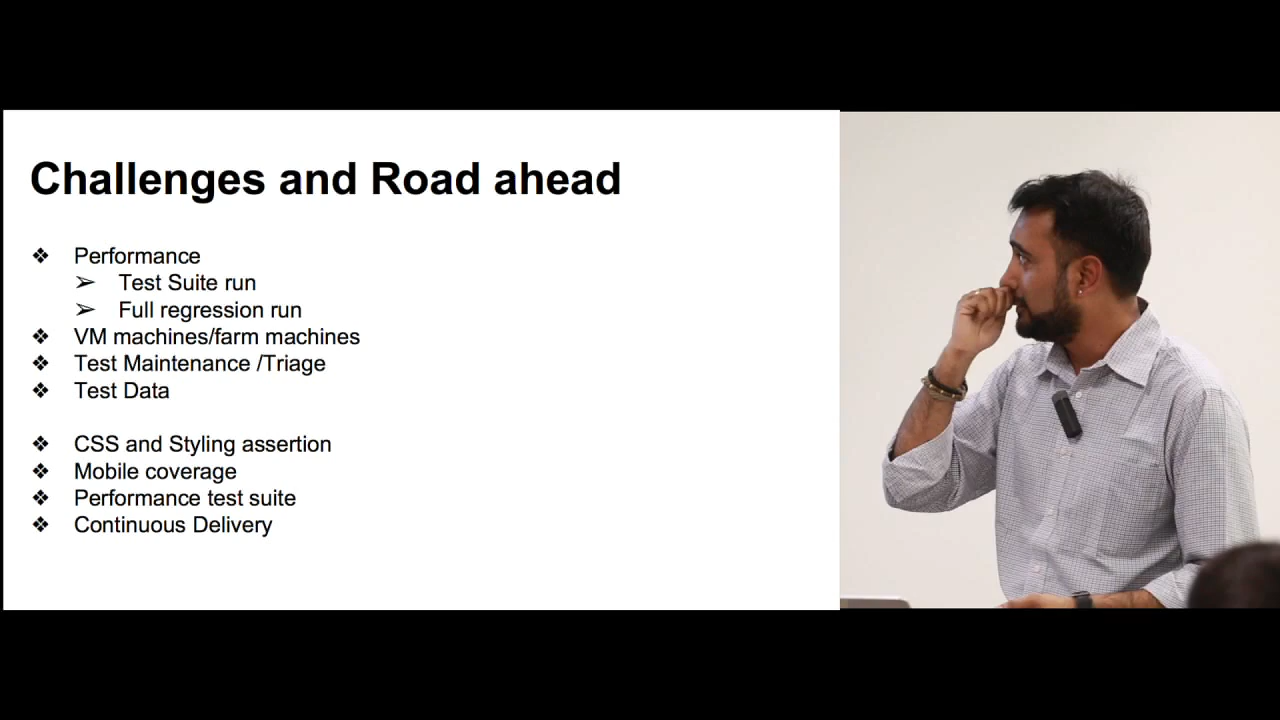 Challenges and Road ahead
❖ Performance
➢ Test Suite run
➢ Full regression run
❖ VM machines/farm machines
❖ Test Maintenance /Triage
❖ Test Data
❖ CSS and Styling assertion
❖ Mobile coverage
❖ Performance test suite
❖ Continuous Delivery